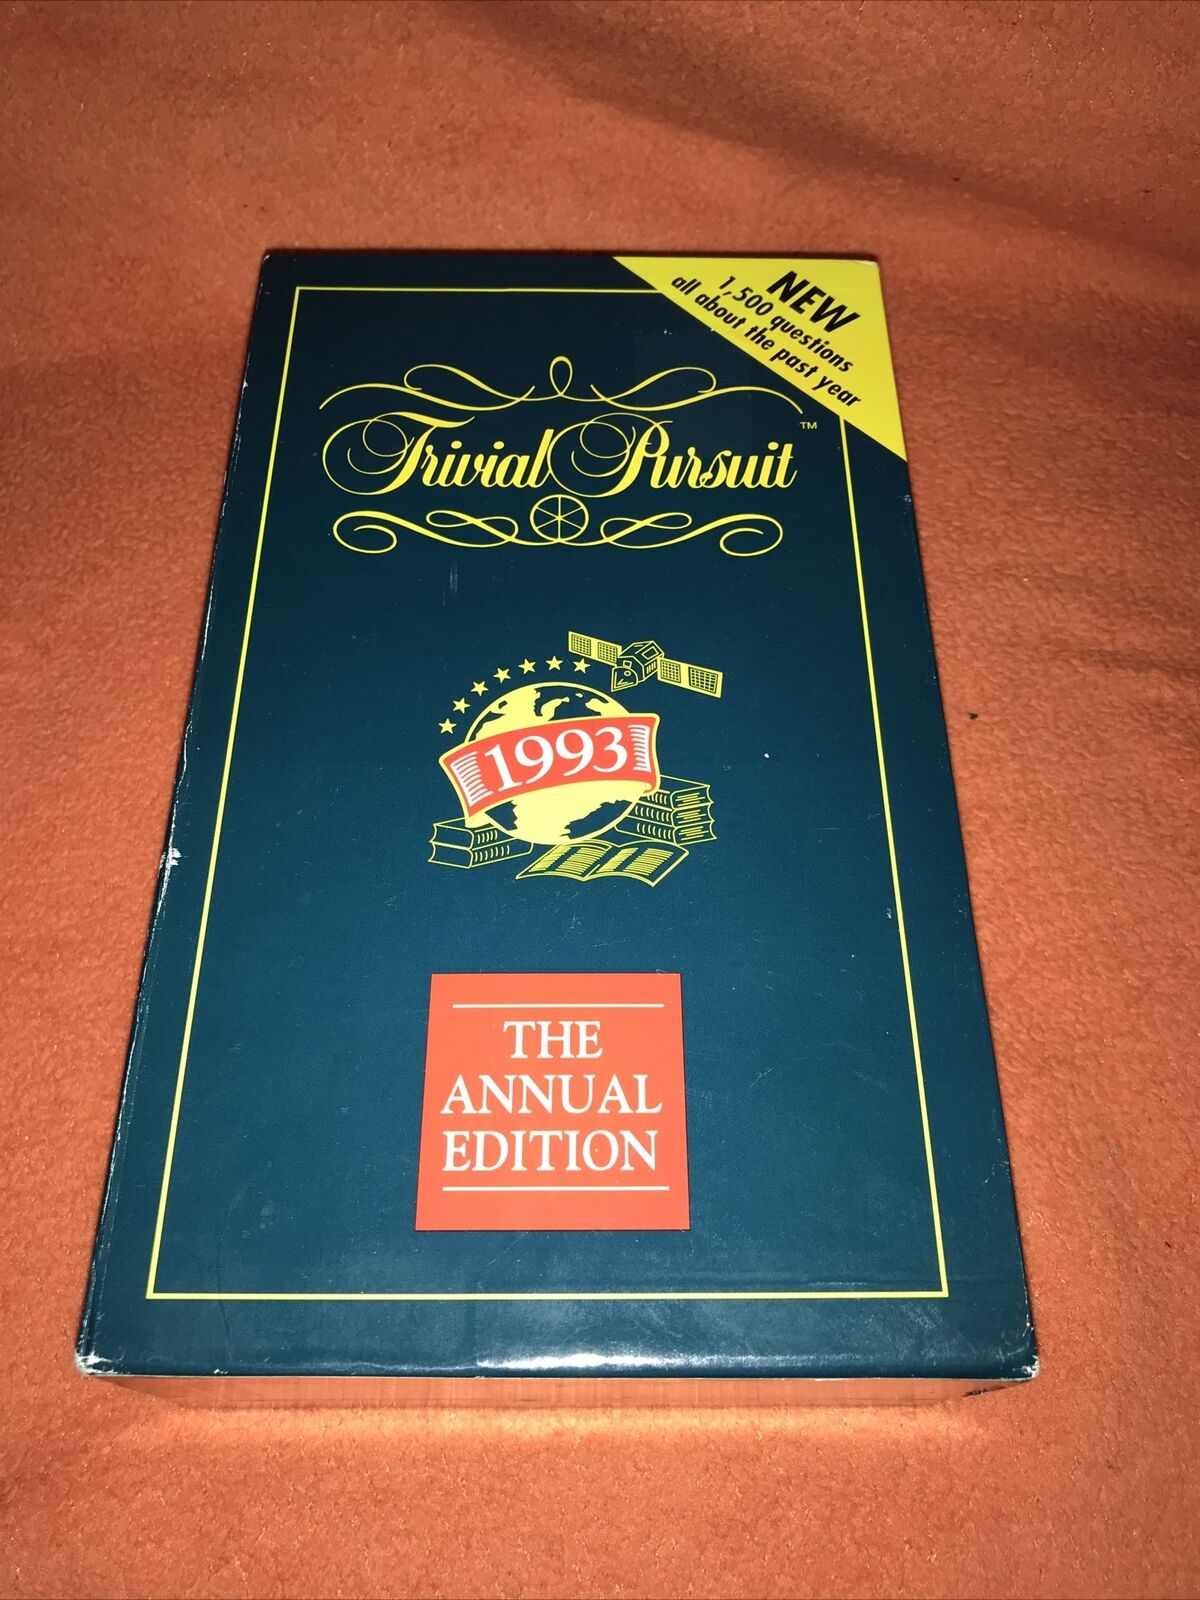 NEW
1,500 questions
all about the past year
Trivial Pursuit ™
1993
THE
ANNUAL
EDITION